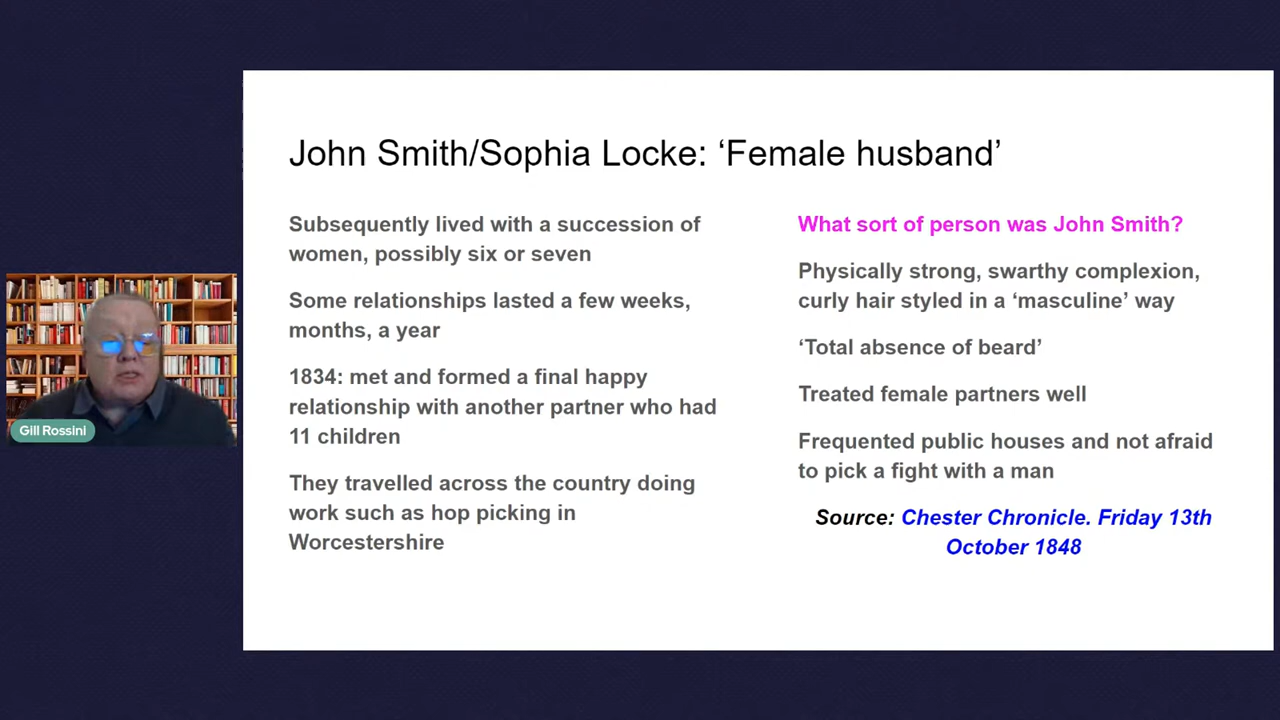 John Smith/Sophia Locke: ‘Female husband’
Subsequently lived with a succession of
women, possibly six or seven
Some relationships lasted a few weeks,
months, a year
1834: met and formed a final happy
relationship with another partner who had
11 children
They travelled across the country doing
work such as hop picking in
Worcestershire
What sort of person was John Smith?
Physically strong, swarthy complexion,
curly hair styled in a ‘masculine’ way
‘Total absence of beard’
Treated female partners well
Frequented public houses and not afraid
to pick a fight with a man
Source: Chester Chronicle. Friday 13th
October 1848
Gill Rossini